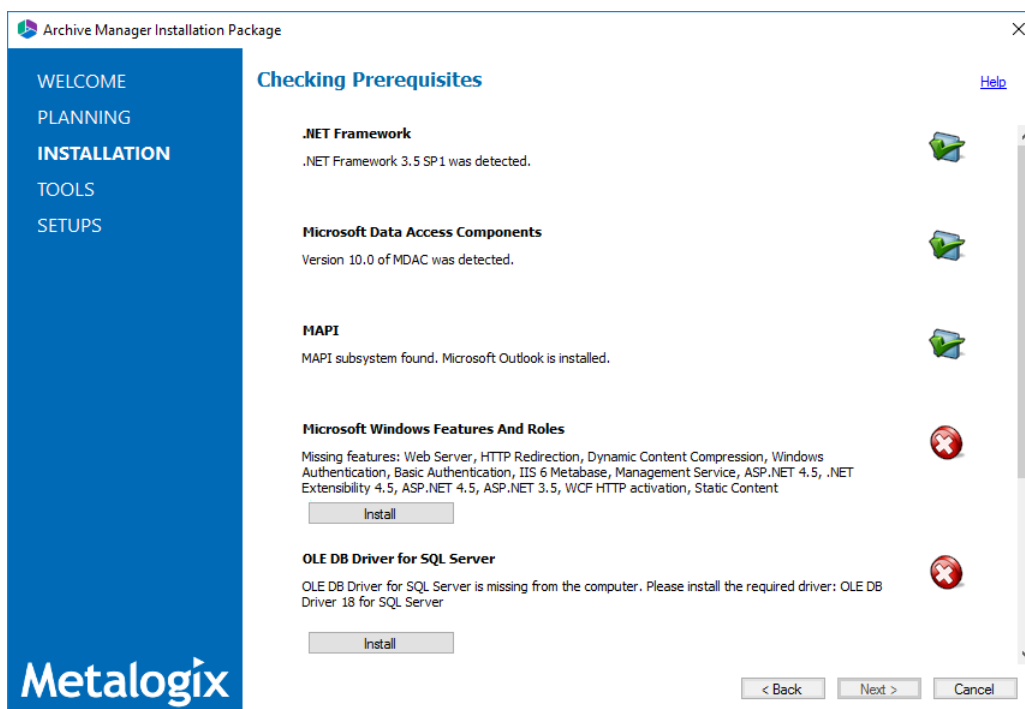 Archive Manager Installation Package
WELCOME
PLANNING
INSTALLATION
TOOLS
SETUPS
Checking Prerequisites
Help
.NET Framework
.NET Framework 3.5 SP1 was detected.
Microsoft Data Access Components
Version 10.0 of MDAC was detected.
MAPI
MAPI subsystem found. Microsoft Outlook is installed.
Microsoft Windows Features And Roles
Missing features: Web Server, HTTP Redirection, Dynamic Content Compression, Windows
Authentication, Basic Authentication, IIS 6 Metabase, Management Service, ASP.NET 4.5, .NET
Extensibility 4.5, ASP.NET 4.5, ASP.NET 3.5, WCF HTTP activation, Static Content
Install
OLE DB Driver for SQL Server
OLE DB Driver for SQL Server is missing from the computer. Please install the required driver: OLE DB
Driver 18 for SQL Server
Install
Metalogix
< Back
Next >
Cancel